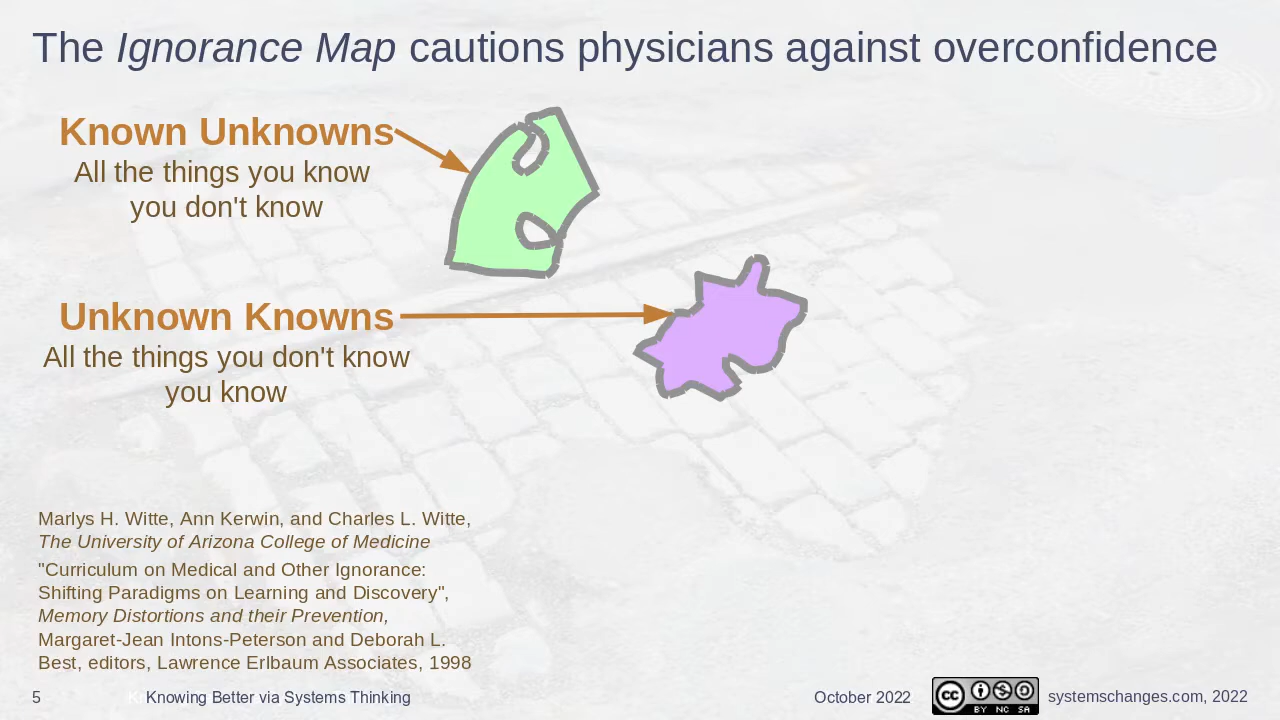 The Ignorance Map cautions physicians against overconfidence
Known Unknowns
All the things you know
you don't know
Unknown Knowns
All the things you don't know
you know
Marlys H. Witte, Ann Kerwin, and Charles L. Witte,
The University of Arizona College of Medicine
"Curriculum on Medical and Other Ignorance:
Shifting Paradigms on Learning and Discovery",
Memory Distortions and their Prevention,
Margaret-Jean Intons-Peterson and Deborah L.
Best, editors, Lawrence Erlbaum Associates, 1998
5
Knowing Better via Systems Thinking
October 2022
cc BY NC SA
systemschanges.com, 2022